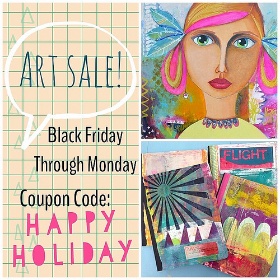 ART SALE!
Black Friday
Through Monday
Coupon Code:
HAPPY
HOLIDAY
FLIGHT